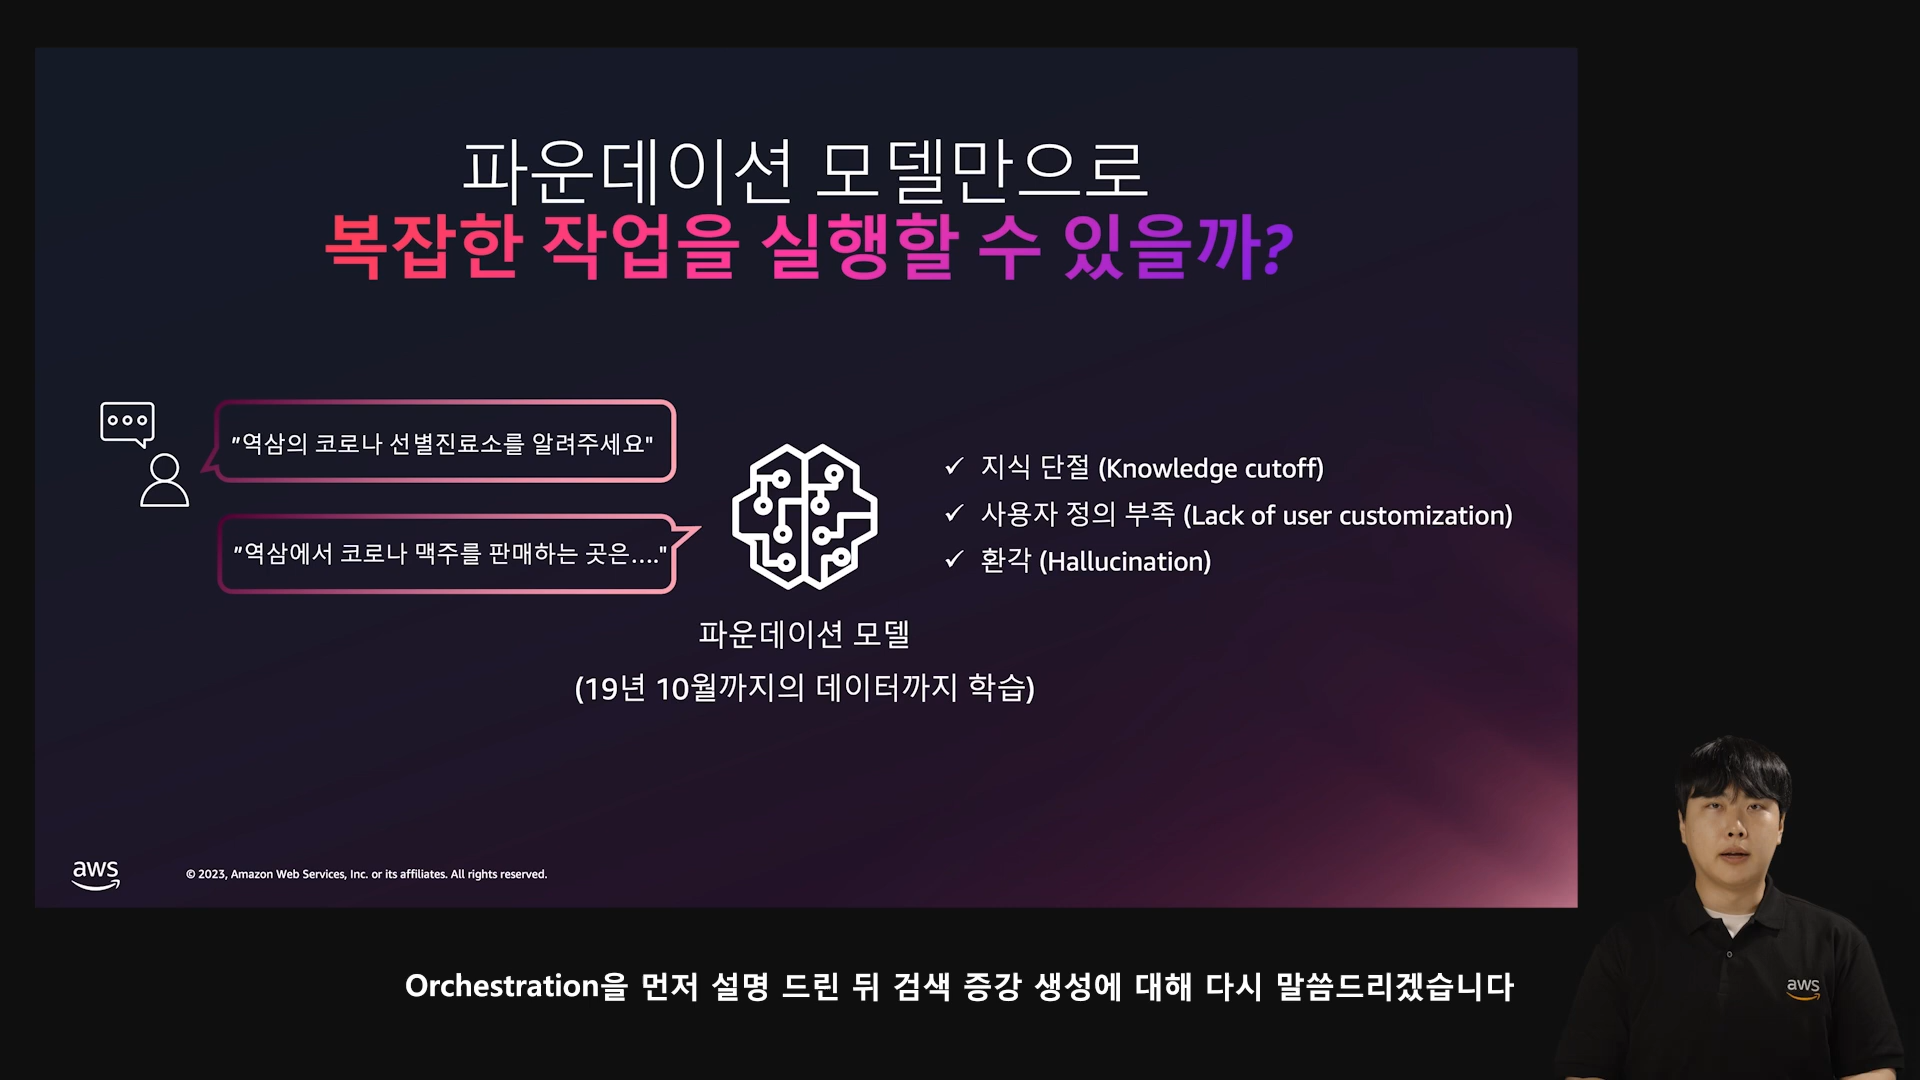 파운데이션 모델만으로
복잡한 작업을 실행할 수 있을까?
"역삼의 코로나 선별진료소를 알려주세요"
"역삼에서 코로나 맥주를 판매하는 곳은...."
✓ 지식 단절 (Knowledge cutoff)
✓ 사용자 정의 부족 (Lack of user customization)
✓ 환각 (Hallucination)
파운데이션 모델
(19년 10월까지의 데이터까지 학습)
aws
© 2023, Amazon Web Services, Inc. or its affiliates. All rights reserved.
aws
Orchestration을 먼저 설명 드린 뒤 검색 증강 생성에 대해 다시 말씀드리겠습니다